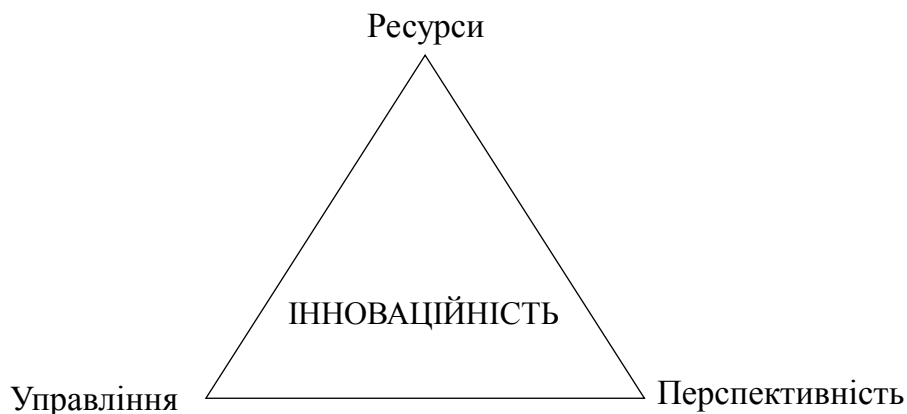 Ресурси
ІННОВАЦІЙНІСТЬ
Управління
Перспективність